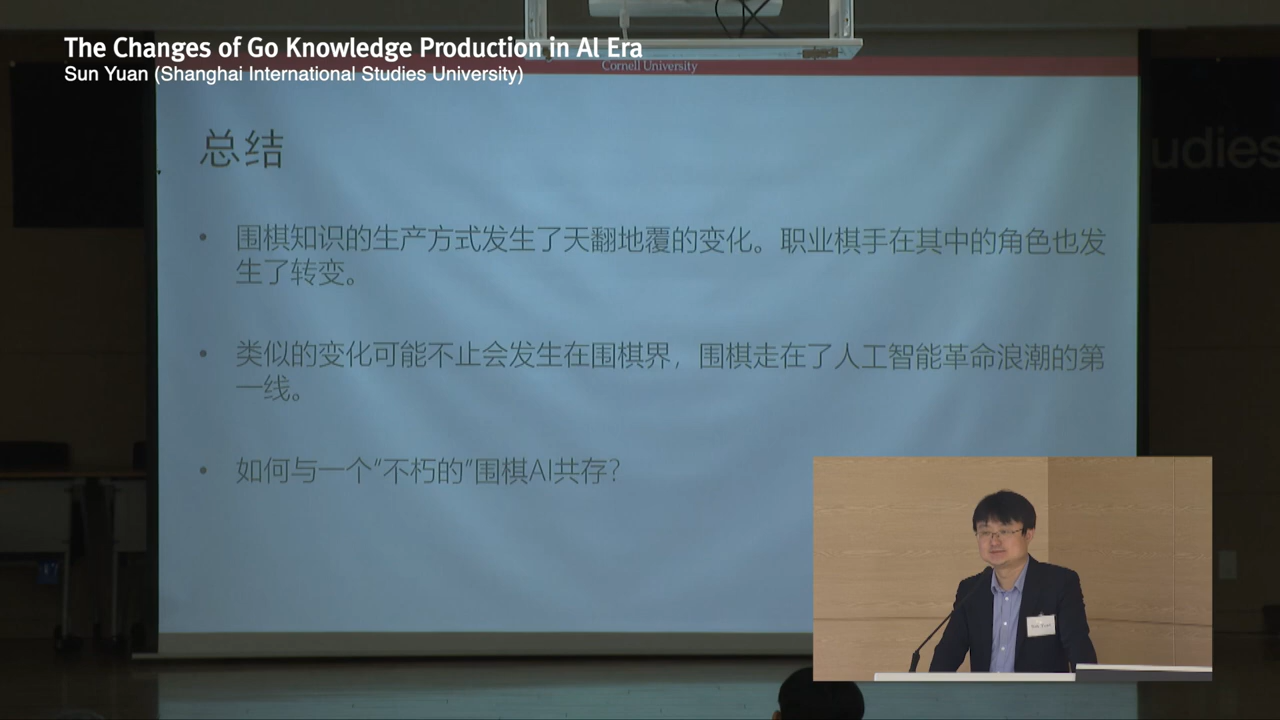 The Changes of Go Knowledge Production in AI Era
Sun Yuan (Shanghai International Studies University)
Cornell University
udies
总结
• 围棋知识的生产方式发生了天翻地覆的变化。职业棋手在其中的角色也发
生了转变。
• 类似的变化可能不止会发生在围棋界，围棋走在了人工智能革命浪潮的第
一线。
• 如何与一个"不朽的"围棋AI共存？